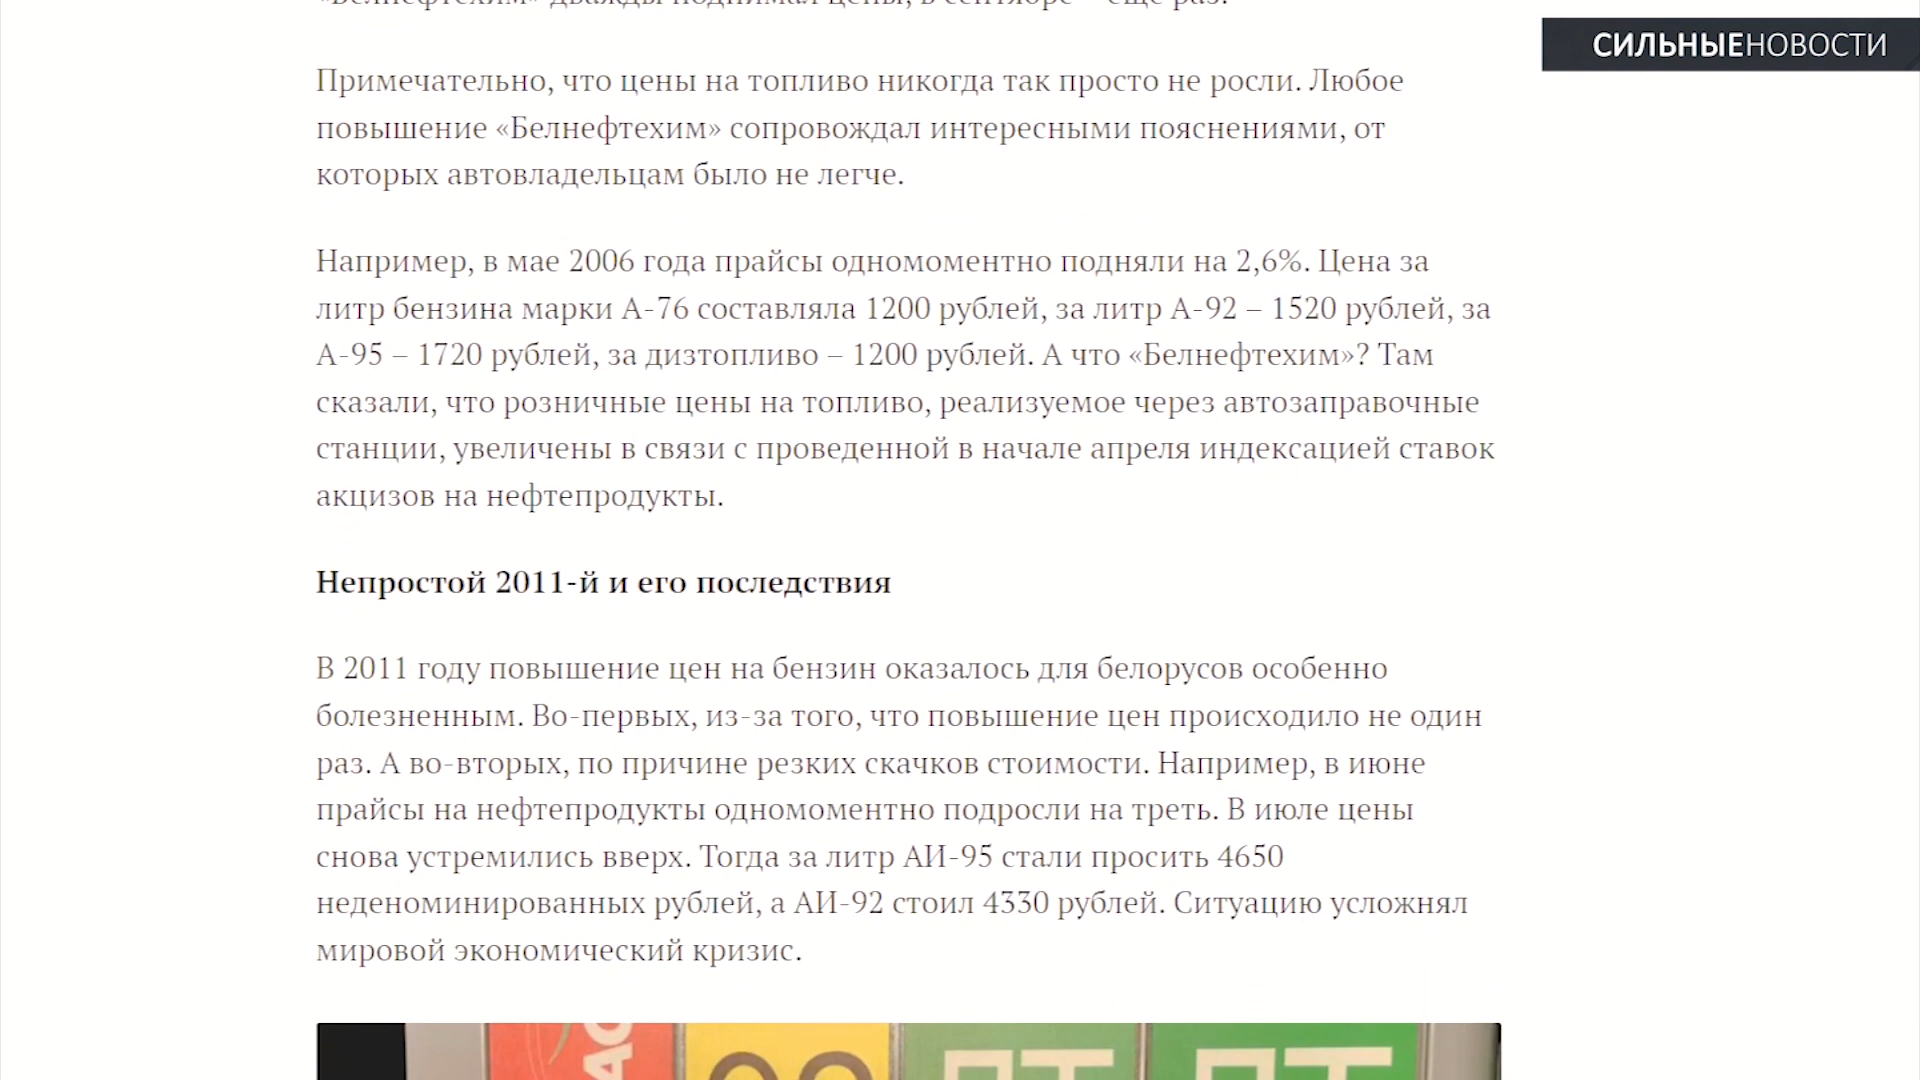 «Белнефтехим» дважды поднимал цены, в сентябре – еще раз.
СИЛЬНЫЕНОВОСТИ
Примечательно, что цены на топливо никогда так просто не росли. Любое
повышение «Белнефтехим» сопровождал интересными пояснениями, от
которых автовладельцам было не легче.
Например, в мае 2006 года прайсы одномоментно подняли на 2,6%. Цена за
литр бензина марки А-76 составляла 1200 рублей, за литр А-92 – 1520 рублей, за
А-95 – 1720 рублей, за дизтопливо – 1200 рублей. А что «Белнефтехим»? Там
сказали, что розничные цены на топливо, реализуемое через автозаправочные
станции, увеличены в связи с проведенной в начале апреля индексацией ставок
акцизов на нефтепродукты.
Непростой 2011-й и его последствия
В 2011 году повышение цен на бензин оказалось для белорусов особенно
болезненным. Во-первых, из-за того, что повышение цен происходило не один
раз. А во-вторых, по причине резких скачков стоимости. Например, в июне
прайсы на нефтепродукты одномоментно подросли на треть. В июле цены
снова устремились вверх. Тогда за литр АИ-95 стали просить 4650
неденоминированных рублей, а АИ-92 стоил 4330 рублей. Ситуацию усложнял
мировой экономический кризис.
ДТ ДТ